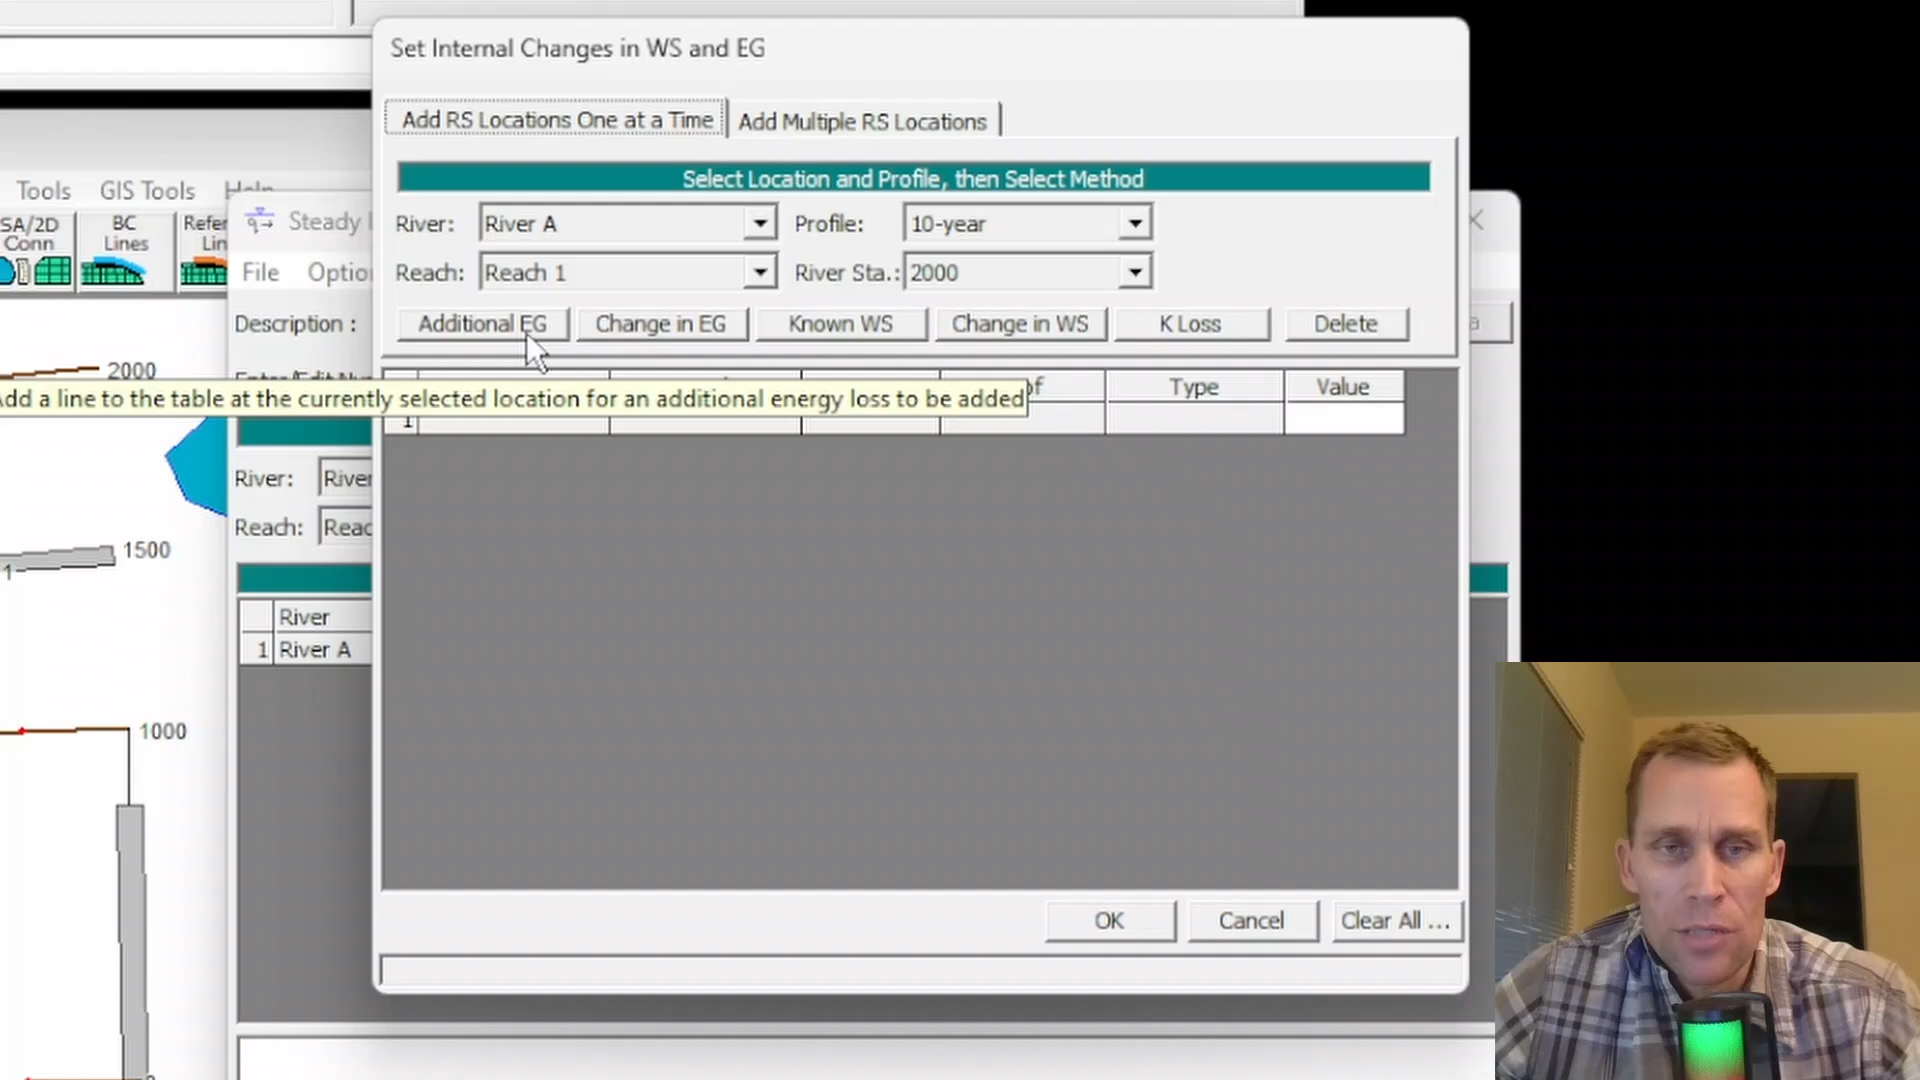 Set Internal Changes in WS and EG
Add RS Locations One at a Time
Add Multiple RS Locations
Select Location and Profile, then Select Method
River: River A Profile: 10-year
Reach: Reach 1 River Sta.: 2000
Additional EG Change in EG Known WS Change in WS K Loss Delete
Add a line to the table at the currently selected location for an additional energy loss to be added
of Type Value
1
OK Cancel Clear All ...
Tools GIS Tools Help
SA/2D Conn
BC Lines
Steady
File
Description :
River:
Reach:
River
1 River A
2000
1500
1
1000